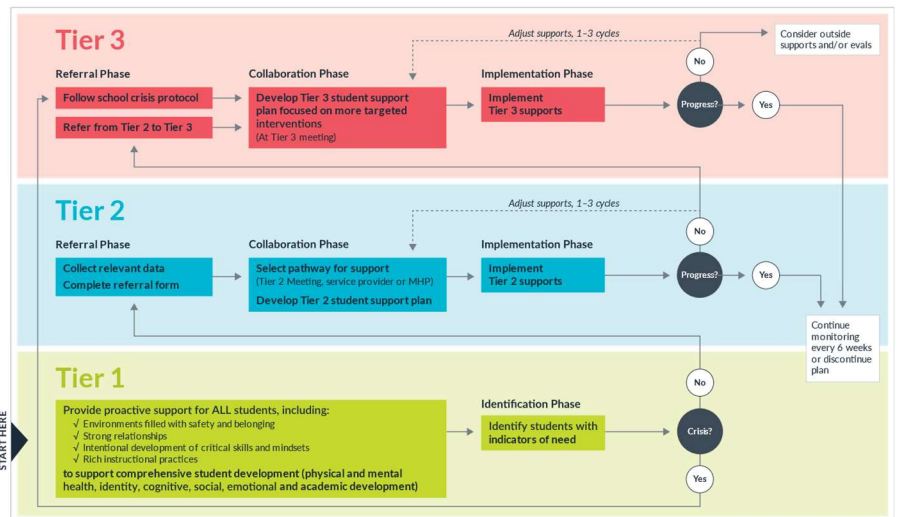 Tier 3
Adjust supports, 1–3 cycles
Consider outside
supports and/or evals
No
Referral Phase
Collaboration Phase
Implementation Phase
Follow school crisis protocol
Refer from Tier 2 to Tier 3
Develop Tier 3 student support
plan focused on more targeted
interventions
(At Tier 3 meeting)
Implement
Tier 3 supports
Progress?
Yes
Tier 2
Adjust supports, 1–3 cycles
No
Referral Phase
Collaboration Phase
Implementation Phase
Collect relevant data
Complete referral form
Select pathway for support
(Tier 2 Meeting, service provider or MHP)
Develop Tier 2 student support plan
Implement
Tier 2 supports
Progress?
Yes
Continue
monitoring
every 6 weeks
or discontinue
plan
Tier 1
No
START HERE
Provide proactive support for ALL students, including:
√ Environments filled with safety and belonging
√ Strong relationships
√ Intentional development of critical skills and mindsets
√ Rich instructional practices
to support comprehensive student development (physical and mental
health, identity, cognitive, social, emotional and academic development)
Identification Phase
Identify students with
indicators of need
Crisis?
Yes